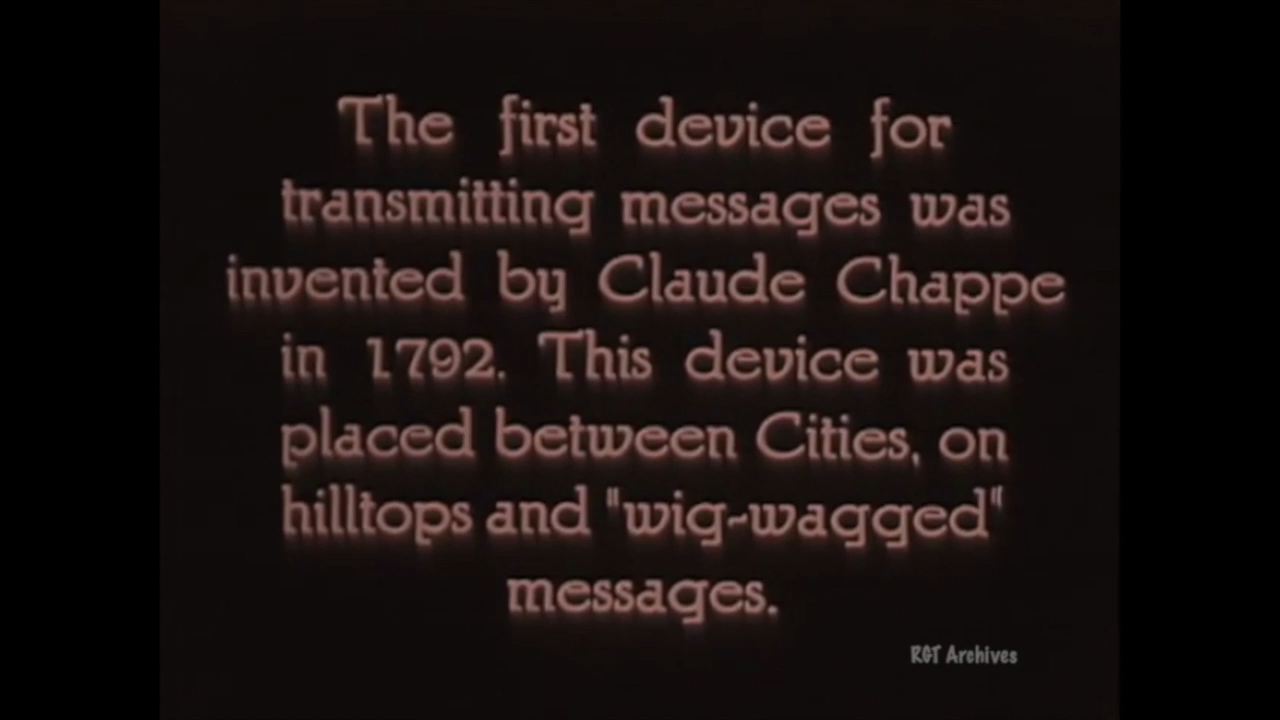 The first device for
transmitting messages was
invented by Claude Chappe
in 1792. This device was
placed between Cities, on
hilltops and "wig-wagged"
messages.
RGT Archives